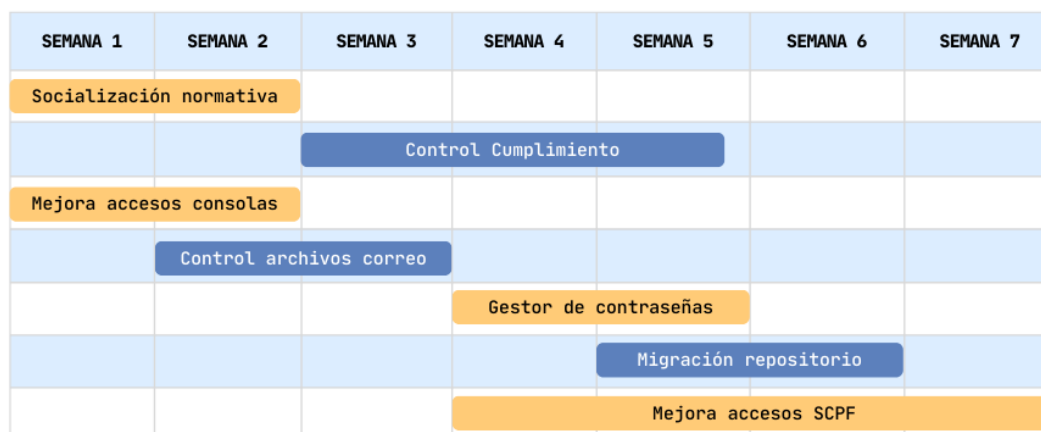 SEMANA 1 SEMANA 2 SEMANA 3 SEMANA 4 SEMANA 5 SEMANA 6 SEMANA 7
Socialización normativa
Control Cumplimiento
Mejora accesos consolas
Control archivos correo
Gestor de contraseñas
Migración repositorio
Mejora accesos SCPF